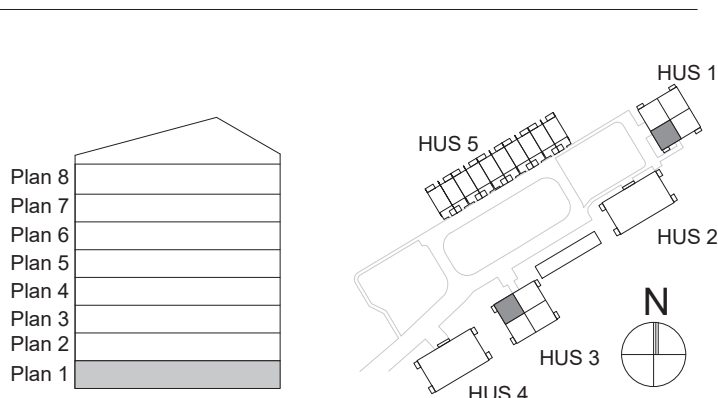 Plan 8
Plan 7
Plan 6
Plan 5
Plan 4
Plan 3
Plan 2
Plan 1
HUS 1
HUS 5
HUS 2
N
HUS 3
HUS 4